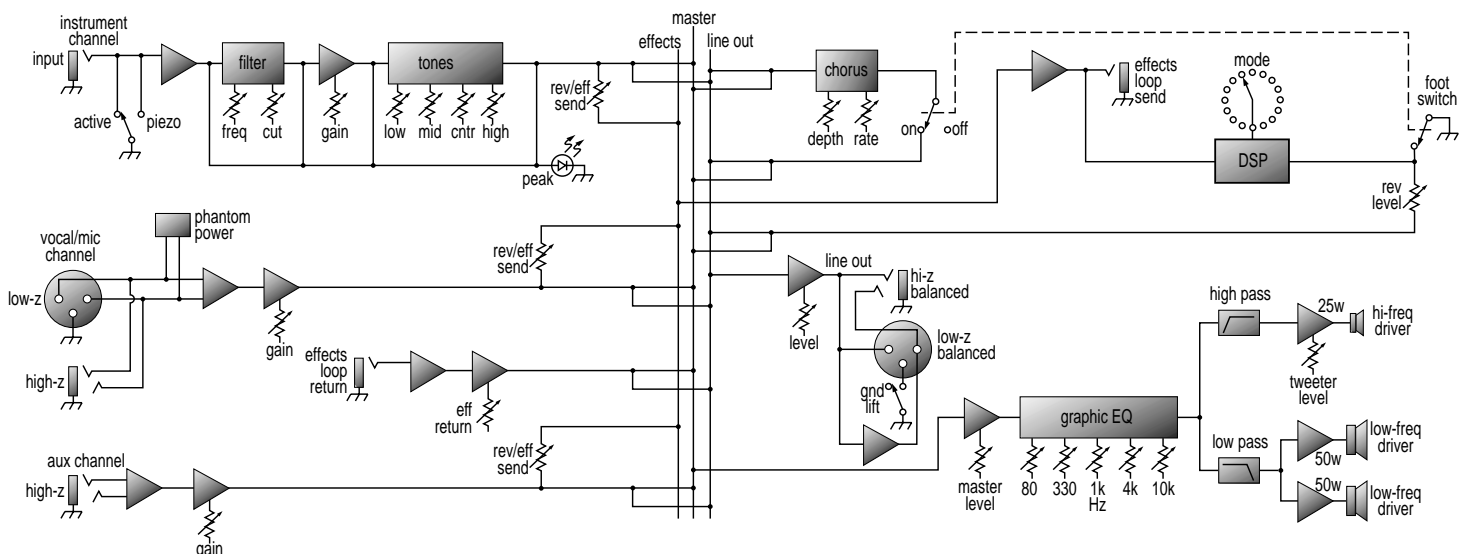 instrument
channel
input
active
piezo
filter
freq
cut
gain
tones
low
mid
cntr
high
peak
rev/eff
send
effects
master
line out
chorus
depth
rate
on
off
effects
loop
send
mode
DSP
foot
switch
rev
level
vocal/mic
channel
phantom
power
low-z
high-z
gain
rev/eff
send
effects
loop
return
eff
return
line out
level
hi-z
balanced
low-z
balanced
gnd
lift
aux channel
high-z
gain
rev/eff
send
master
level
graphic EQ
80
330
1k
Hz
4k
10k
high pass
25w
hi-freq
driver
tweeter
level
low pass
50w
low-freq
driver
50w
low-freq
driver